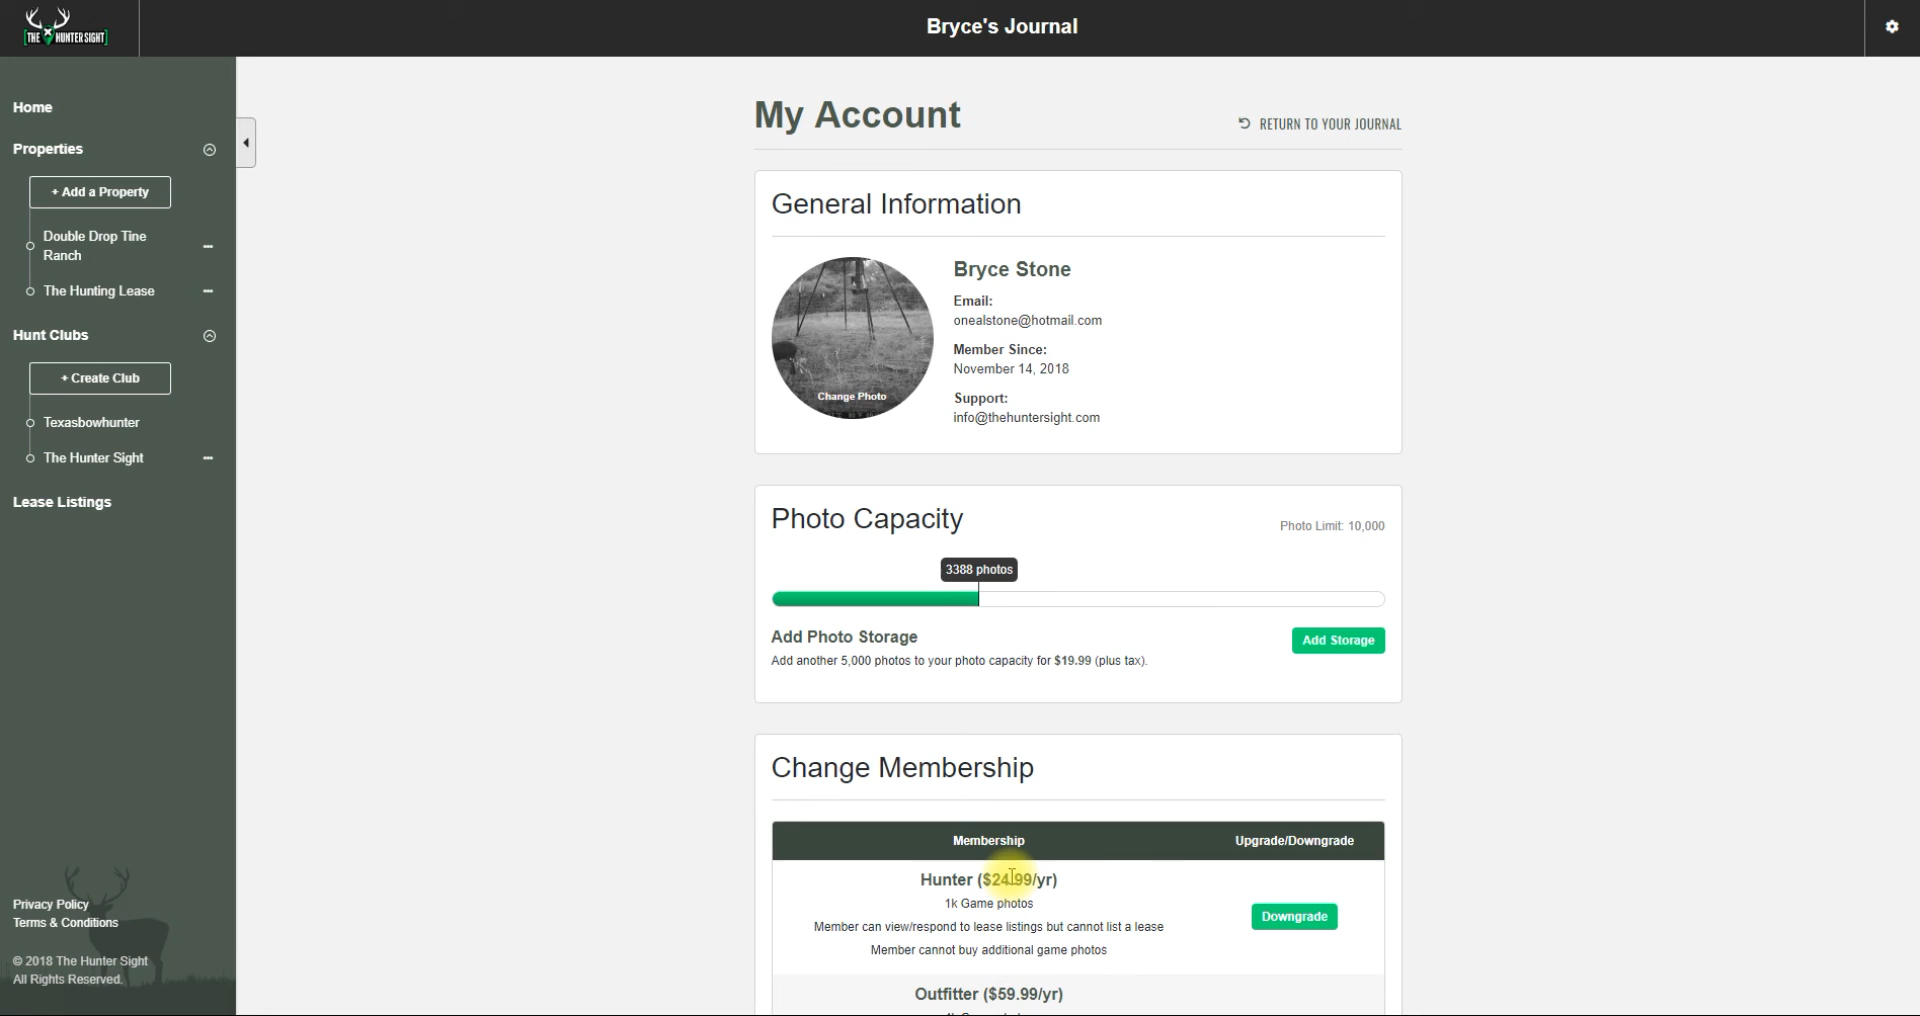 THE HUNTER SIGHT
Bryce's Journal
Home
Properties
+ Add a Property
Double Drop Tine
Ranch
The Hunting Lease
Hunt Clubs
+ Create Club
Texasbowhunter
The Hunter Sight
Lease Listings
Privacy Policy
Terms & Conditions
© 2018 The Hunter Sight
All Rights Reserved.
My Account
RETURN TO YOUR JOURNAL
General Information
Change Photo
Bryce Stone
Email:
onealstone@hotmail.com
Member Since:
November 14, 2018
Support:
info@thehuntersight.com
Photo Capacity
Photo Limit: 10,000
3388 photos
Add Photo Storage
Add Storage
Add another 5,000 photos to your photo capacity for $19.99 (plus tax).
Change Membership
Membership Upgrade/Downgrade
Hunter ($24.99/yr)
1k Game photos
Member can view/respond to lease listings but cannot list a lease
Member cannot buy additional game photos
Downgrade
Outfitter ($59.99/yr)